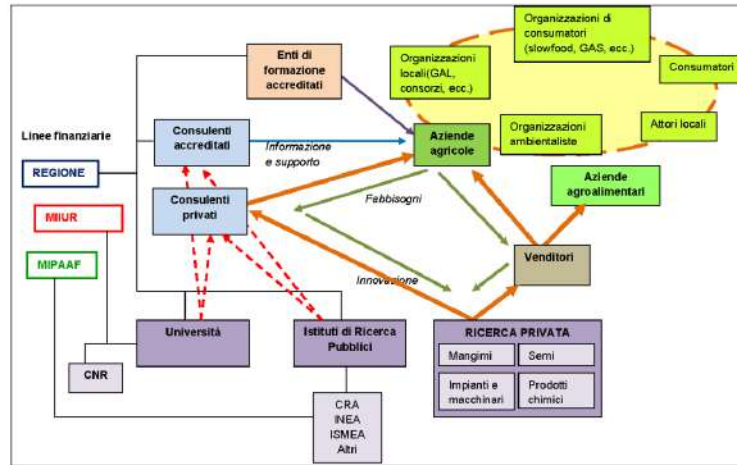 Organizzazioni di
consumatori
(slowfood, GAS, ecc.)
Enti di
formazione
accreditati
Organizzazioni
locali(GAL,
consorzi, ecc.)
Consumatori
Linee finanziarie
Consulenti
accreditati
Informazione
e supporto
Aziende
agricole
Organizzazioni
ambientaliste
Attori locali
REGIONE
Aziende
agroalimentari
Consulenti
privati
Fabbisogni
MIIUR
MIPAAF
Venditori
Innovazione
Università
Istituti di Ricerca
Pubblici
RICERCA PRIVATA
Mangimi
Semi
CNR
Impianti e
macchinari
Prodotti
chimici
CRA
INEA
ISMEA
Altri